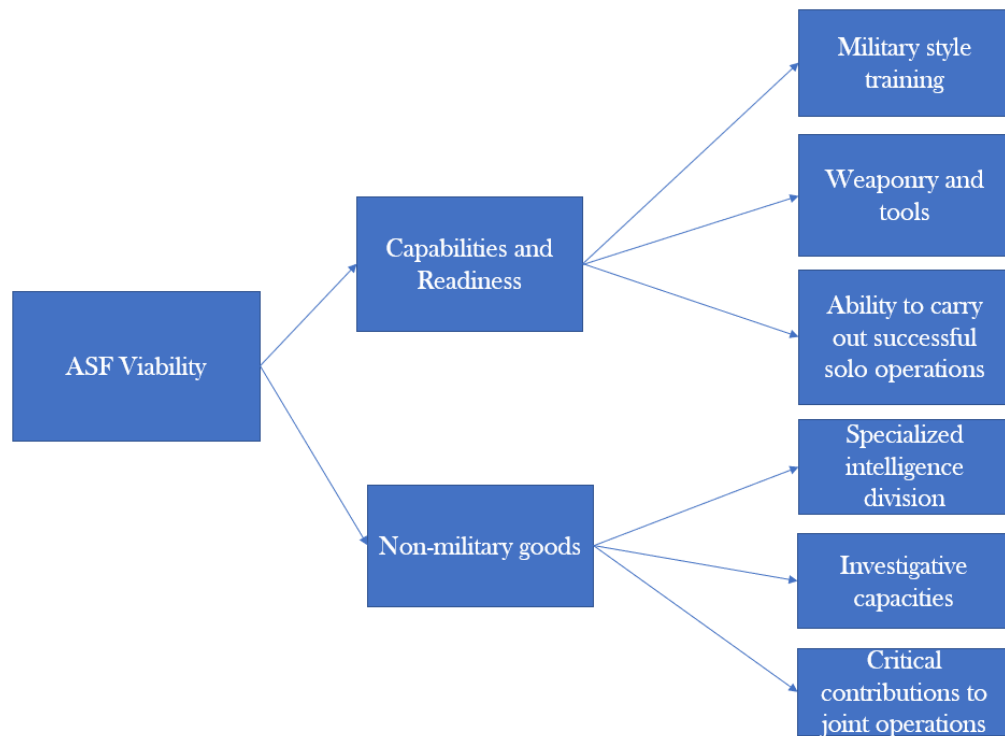 ASF Viability
Capabilities and
Readiness
Non-military goods
Military style
training
Weaponry and
tools
Ability to carry
out successful
solo operations
Specialized
intelligence
division
Investigative
capacities
Critical
contributions to
joint operations